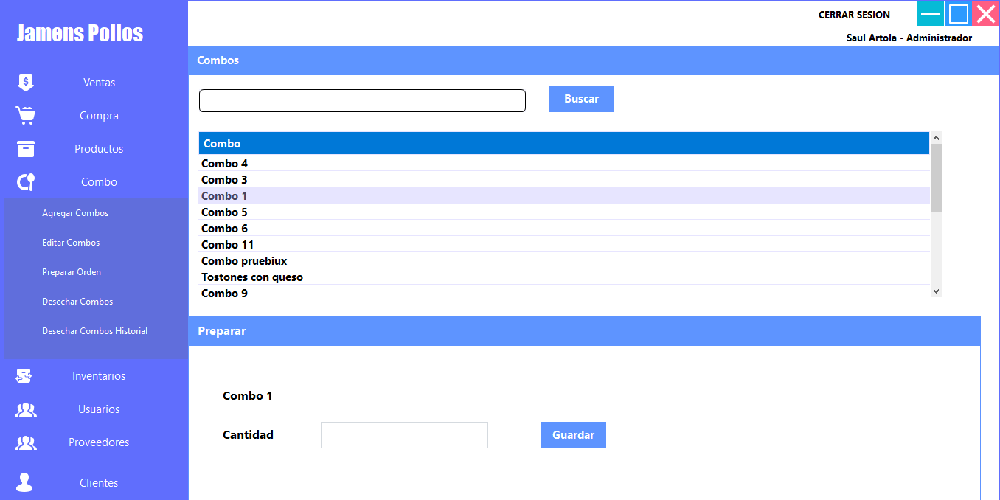 Jamens Pollos
Ventas
Compra
Productos
Combo
Agregar Combos
Editar Combos
Preparar Orden
Desechar Combos
Desechar Combos Historial
Inventarios
Usuarios
Proveedores
Clientes
CERRAR SESION
Saul Artola - Administrador
Combos
Buscar
Combo
Combo 4
Combo 3
Combo 1
Combo 5
Combo 6
Combo 11
Combo pruebiux
Tostones con queso
Combo 9
Preparar
Combo 1
Cantidad
Guardar